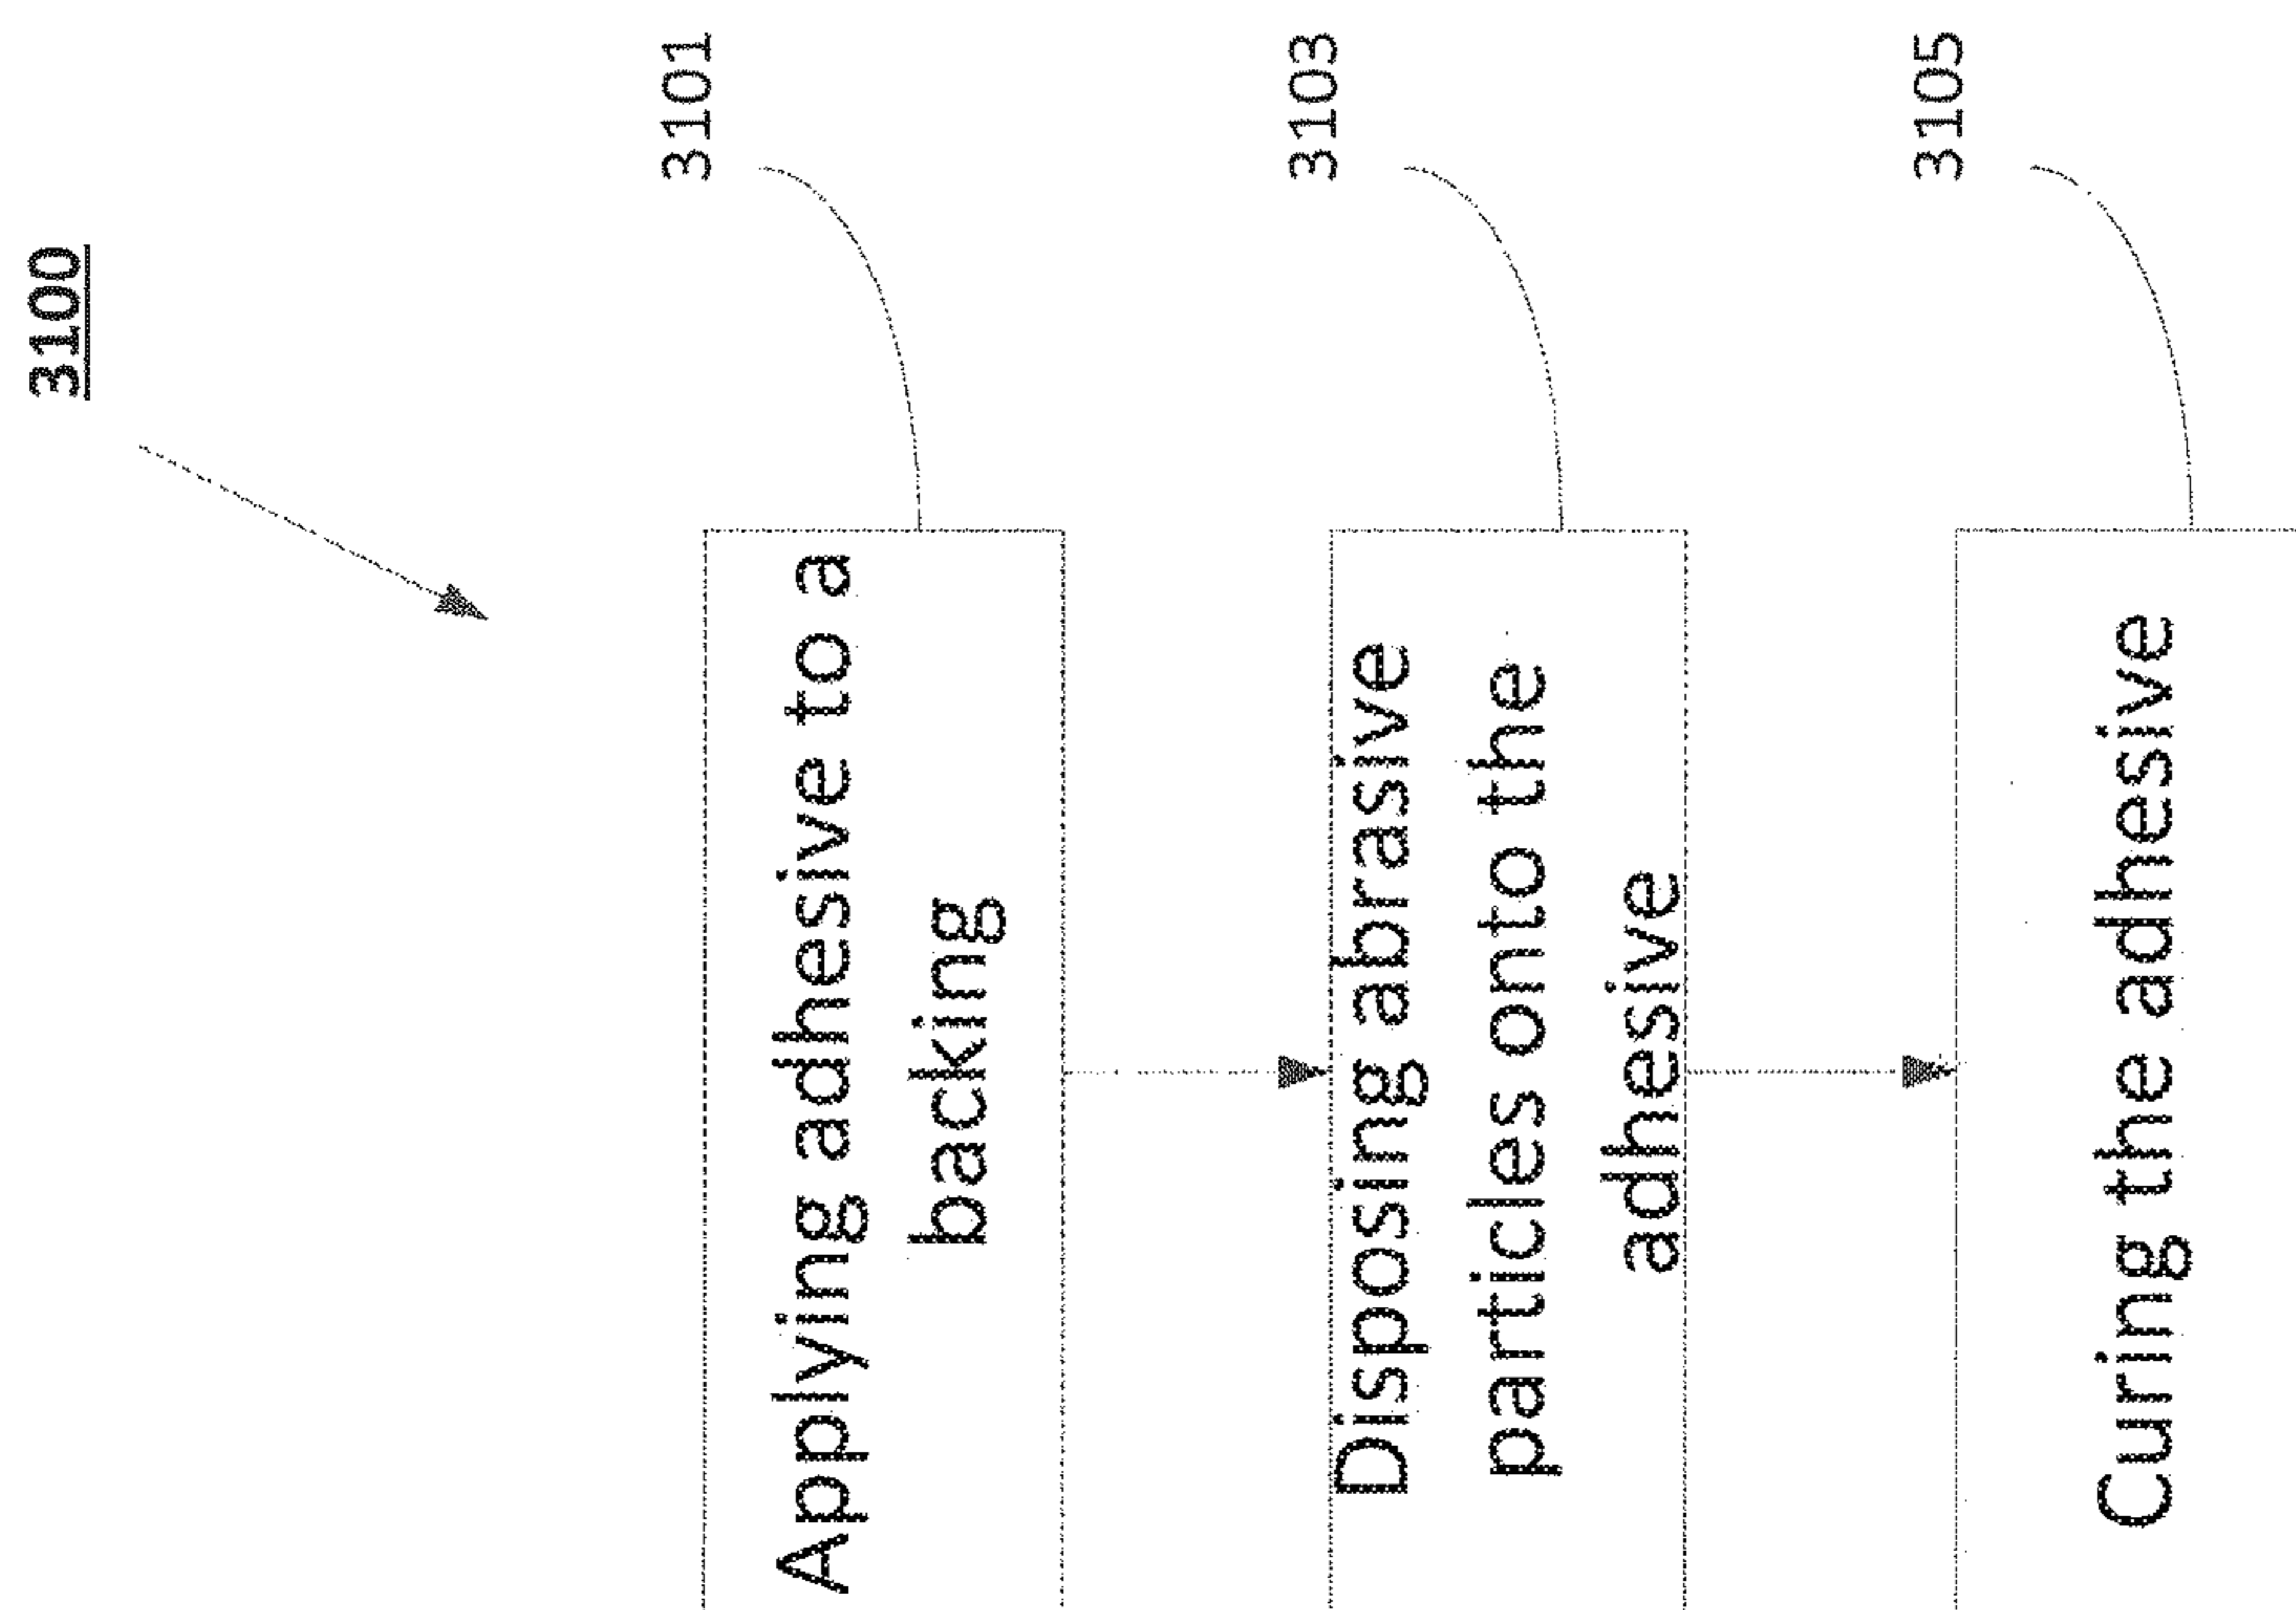 3100
3101
Applying adhesive to a
backing
3103
Disposing abrasive
particles onto the
adhesive
3105
Curing the adhesive